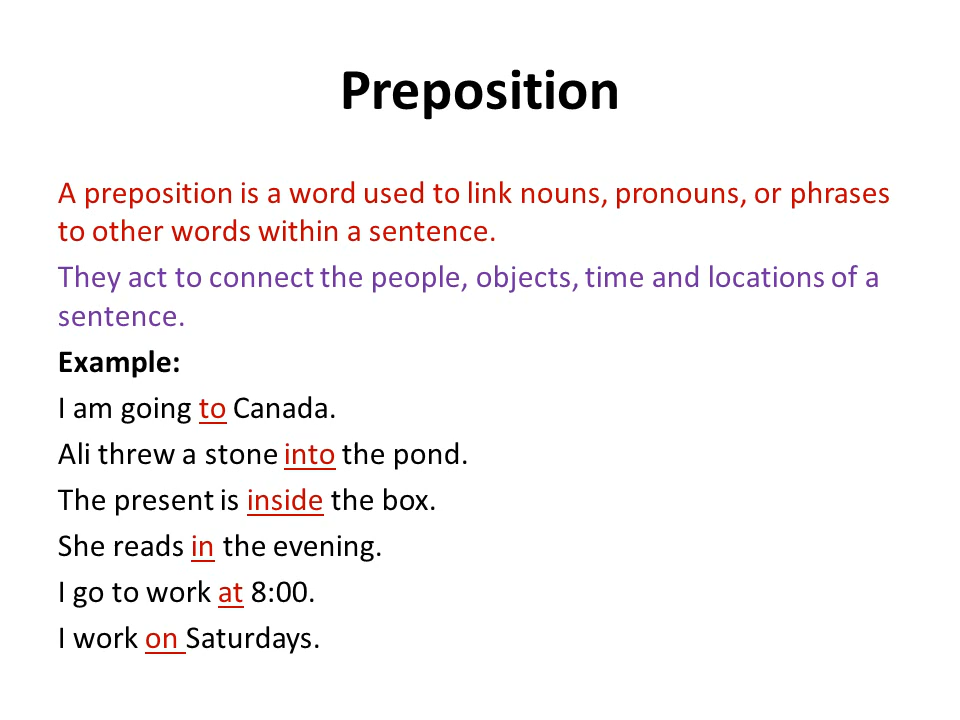 Preposition
A preposition is a word used to link nouns, pronouns, or phrases
to other words within a sentence.
They act to connect the people, objects, time and locations of a
sentence.
Example:
I am going to Canada.
Ali threw a stone into the pond.
The present is inside the box.
She reads in the evening.
I go to work at 8:00.
I work on Saturdays.